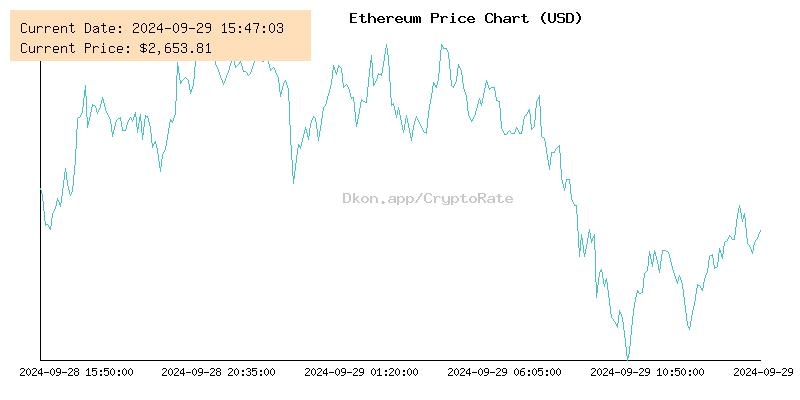 Ethereum Price Chart (USD)
Current Date: 2024-09-29 15:47:03
Current Price: $2,653.81
Dkon.app/CryptoRate
2024-09-28 15:50:00 2024-09-28 20:35:00 2024-09-29 01:20:00 2024-09-29 06:05:00 2024-09-29 10:50:00 2024-09-29